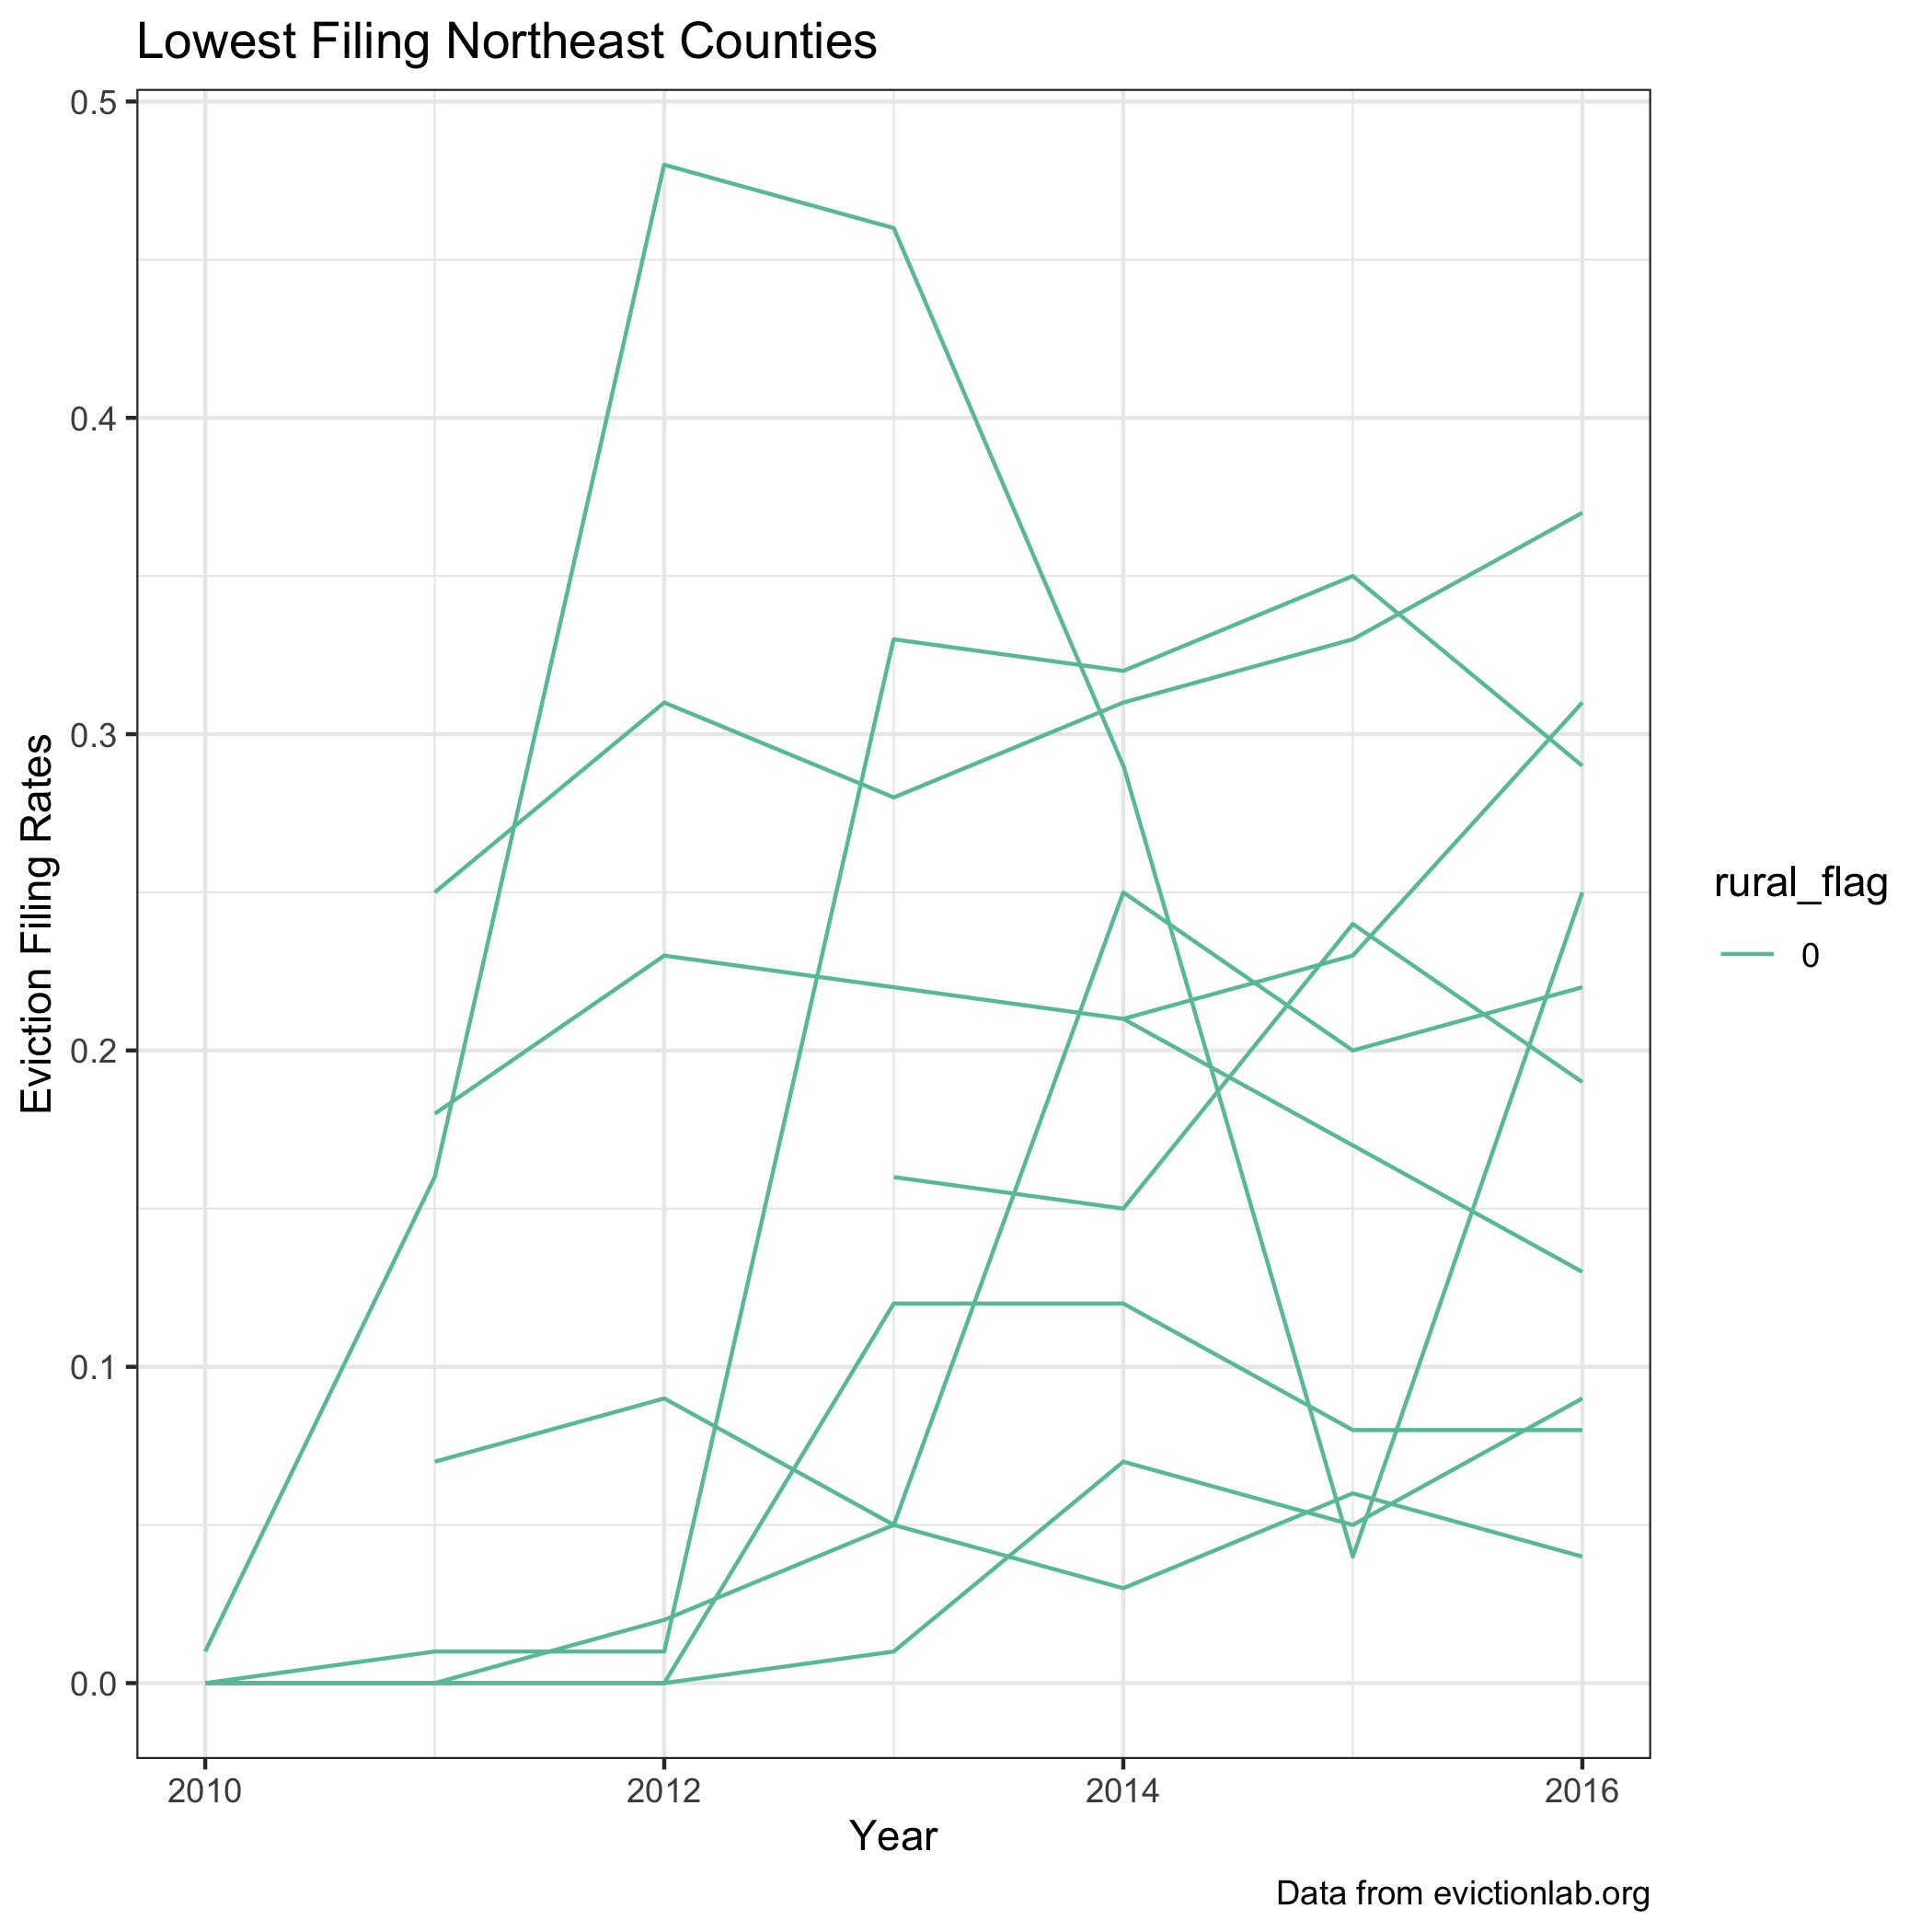 Lowest Filing Northeast Counties
0.5
0.4
0.3
0.2
0.1
0.0
Eviction Filing Rates
2010
2012
2014
2016
Year
rural_flag
0
Data from evictionlab.org